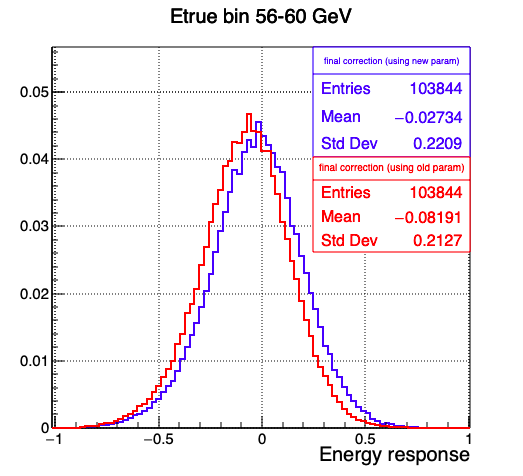 Etrue bin 56-60 GeV
final correction (using new param)
Entries 103844
Mean −0.02734
Std Dev 0.2209
final correction (using old param)
Entries 103844
Mean −0.08191
Std Dev 0.2127
0.05
0.04
0.03
0.02
0.01
0
−1 −0.5 0 0.5 1
Energy response